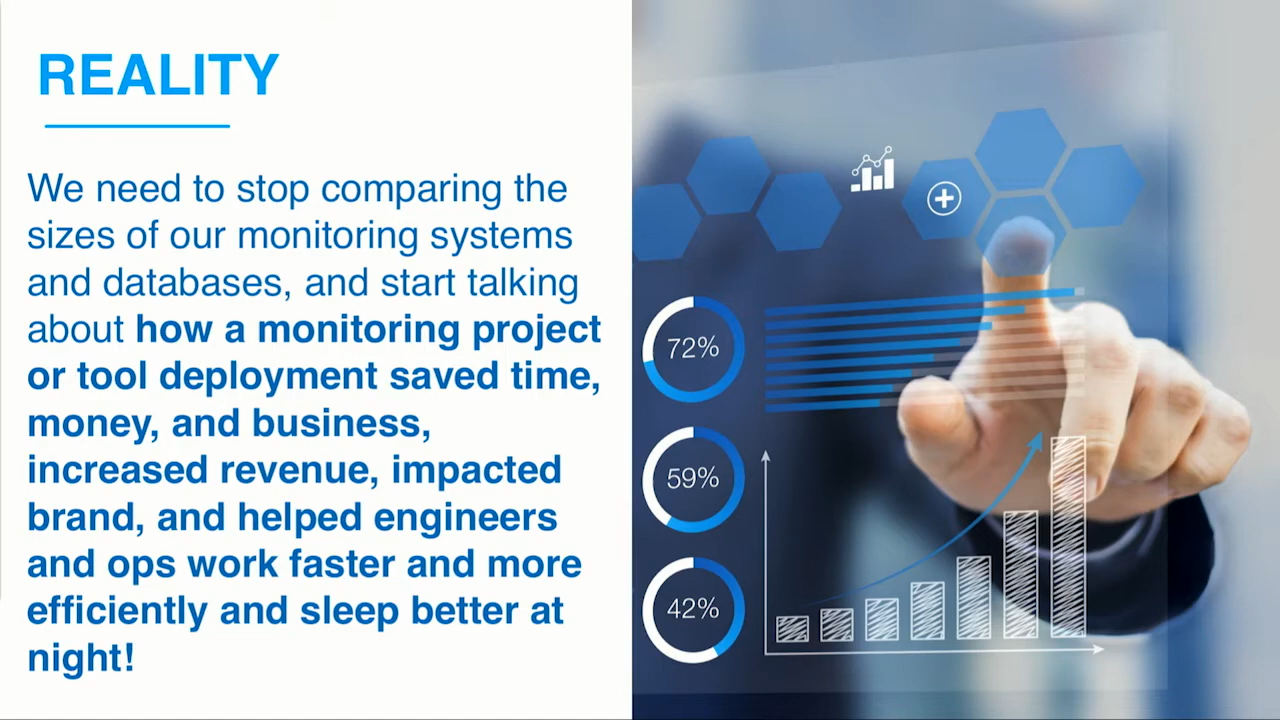 REALITY
We need to stop comparing the
sizes of our monitoring systems
and databases, and start talking
about how a monitoring project
or tool deployment saved time,
money, and business,
increased revenue, impacted
brand, and helped engineers
and ops work faster and more
efficiently and sleep better at
night!
72%
59%
42%